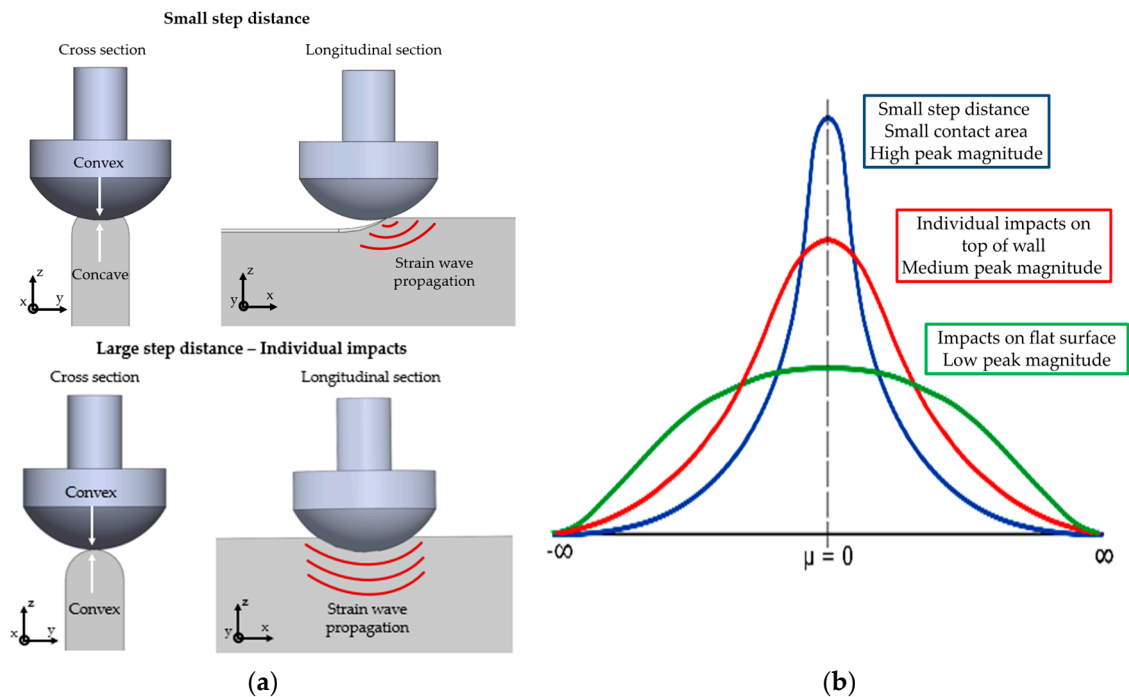 Small step distance
Cross section
Longitudinal section
Convex
Concave
z
y
x
z
x
y
Strain wave
propagation
Large step distance – Individual impacts
Cross section
Longitudinal section
Convex
Convex
z
y
x
z
x
y
Strain wave
propagation
(a)
Small step distance
Small contact area
High peak magnitude
Individual impacts on
top of wall
Medium peak magnitude
Impacts on flat surface
Low peak magnitude
-∞
μ = 0
∞
(b)